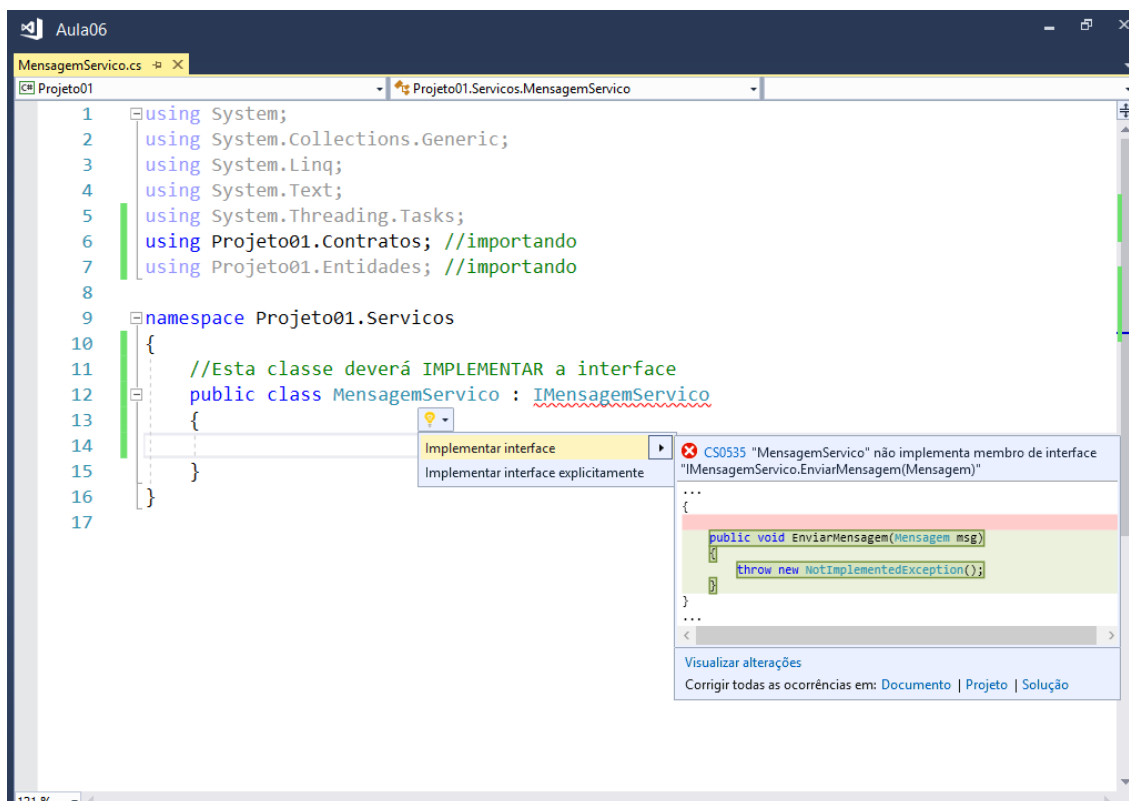 Aula06
MensagemServico.cs
C# Projeto01
Projeto01.Servicos.MensagemServico
1 using System;
2 using System.Collections.Generic;
3 using System.Linq;
4 using System.Text;
5 using System.Threading.Tasks;
6 using Projeto01.Contratos; //importando
7 using Projeto01.Entidades; //importando
8
9 namespace Projeto01.Servicos
10 {
11 //Esta classe deverá IMPLEMENTAR a interface
12 public class MensagemServico : IMensagemServico
13 {
14
15 }
16 }
17
Implementar interface
Implementar interface explicitamente
CS0535 "MensagemServico" não implementa membro de interface
"IMensagemServico.EnviarMensagem(Mensagem)"
...
{
public void EnviarMensagem(Mensagem msg)
{
throw new NotImplementedException();
}
}
...
Visualizar alterações
Corrigir todas as ocorrências em: Documento | Projeto | Solução